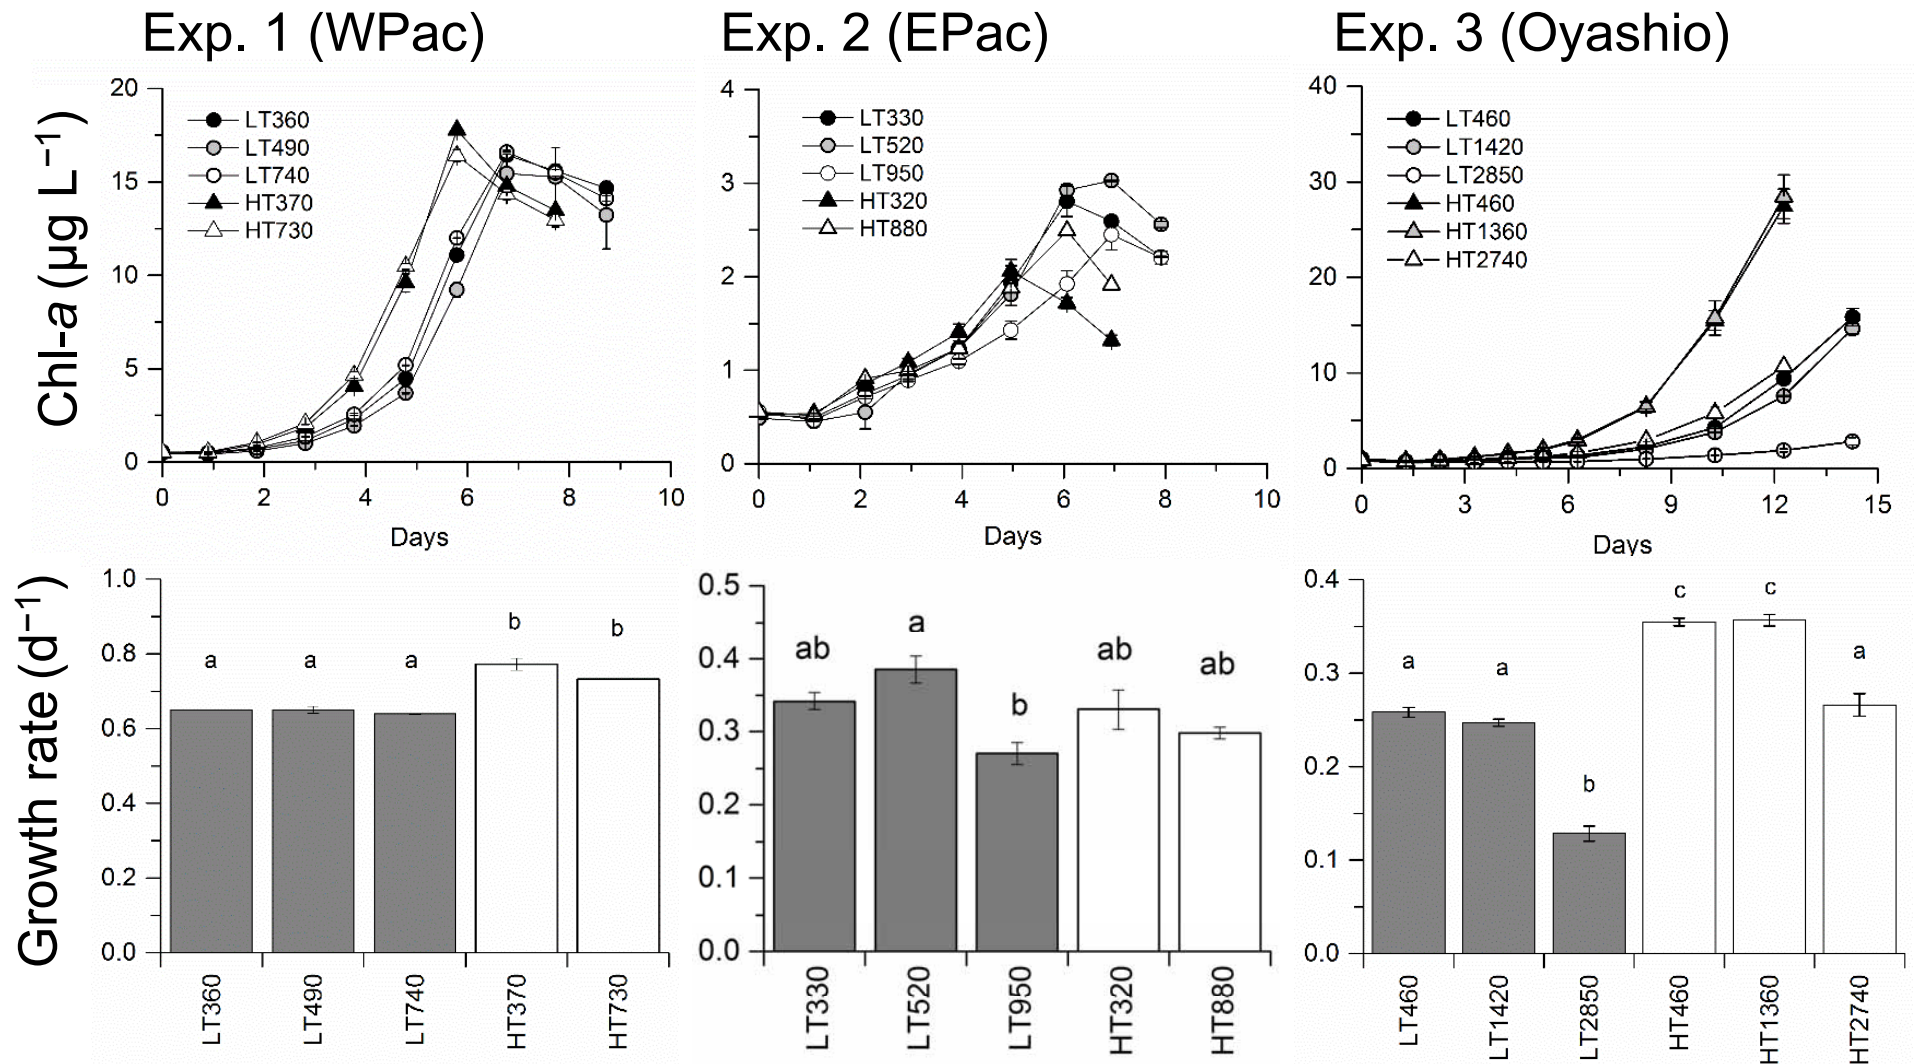 Exp. 1 (WPac)
Exp. 2 (EPac)
Exp. 3 (Oyashio)
Chl-a (µg L⁻¹)
20
15
10
5
0
LT360
LT490
LT740
HT370
HT730
0 2 4 6 8 10
Days
4
3
2
1
0
LT330
LT520
LT950
HT320
HT880
0 2 4 6 8 10
Days
40
30
20
10
0
LT460
LT1420
LT2850
HT460
HT1360
HT2740
0 3 6 9 12 15
Days
Growth rate (d⁻¹)
1.0
0.8
0.6
0.4
0.2
0.0
a a a b b
LT360
LT490
LT740
HT370
HT730
0.5
0.4
0.3
0.2
0.1
0.0
ab a b ab ab
LT330
LT520
LT950
HT320
HT880
0.4
0.3
0.2
0.1
0.0
a a b c c a
LT460
LT1420
LT2850
HT460
HT1360
HT2740